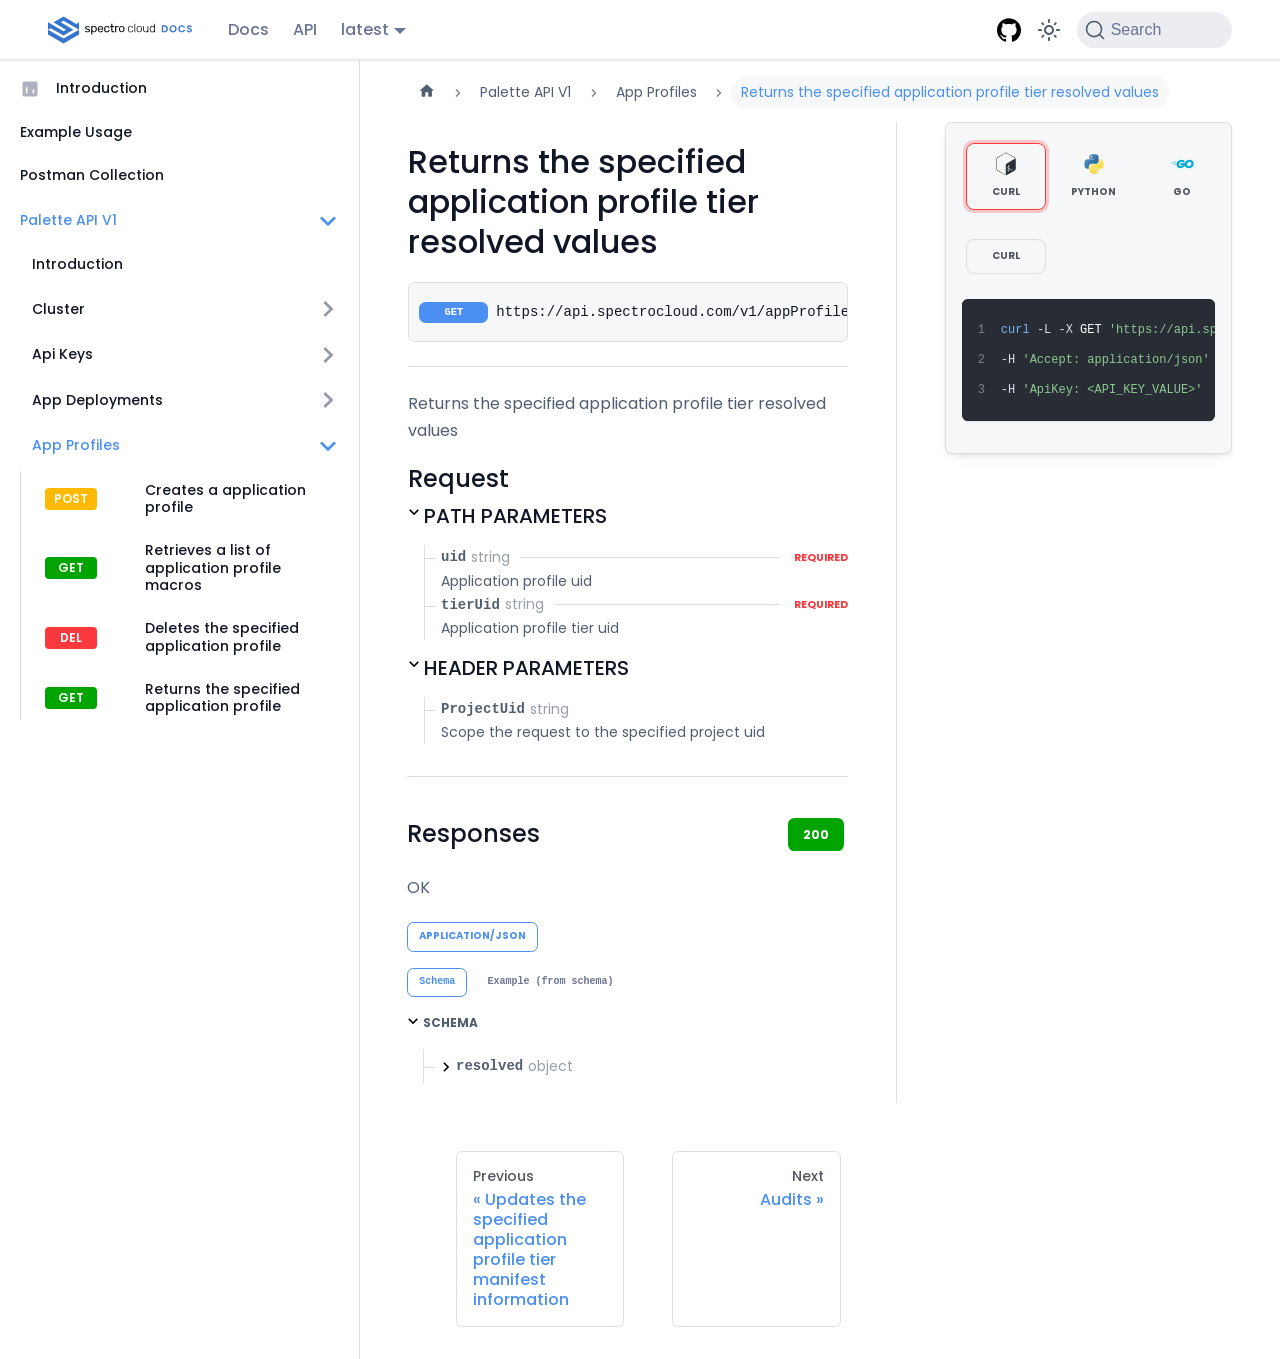 spectro cloud DOCS Docs API latest Search
Introduction
Example Usage
Postman Collection
Palette API V1
Introduction
Cluster
Api Keys
App Deployments
App Profiles
POST Creates a application
profile
GET Retrieves a list of
application profile
macros
DEL Deletes the specified
application profile
GET Returns the specified
application profile
Palette API V1 App Profiles Returns the specified application profile tier resolved values
Returns the specified
application profile tier
resolved values
GET https://api.spectrocloud.com/v1/appProfile
Returns the specified application profile tier resolved
values
Request
PATH PARAMETERS
uid string REQUIRED
Application profile uid
tierUid string REQUIRED
Application profile tier uid
HEADER PARAMETERS
ProjectUid string
Scope the request to the specified project uid
Responses 200
OK
APPLICATION/JSON
Schema Example (from schema)
SCHEMA
resolved object
Previous
« Updates the
specified
application
profile tier
manifest
information
Next
Audits »
CURL PYTHON GO
CURL
1 curl -L -X GET 'https://api.sp
2 -H 'Accept: application/json'
3 -H 'ApiKey: <API_KEY_VALUE>'